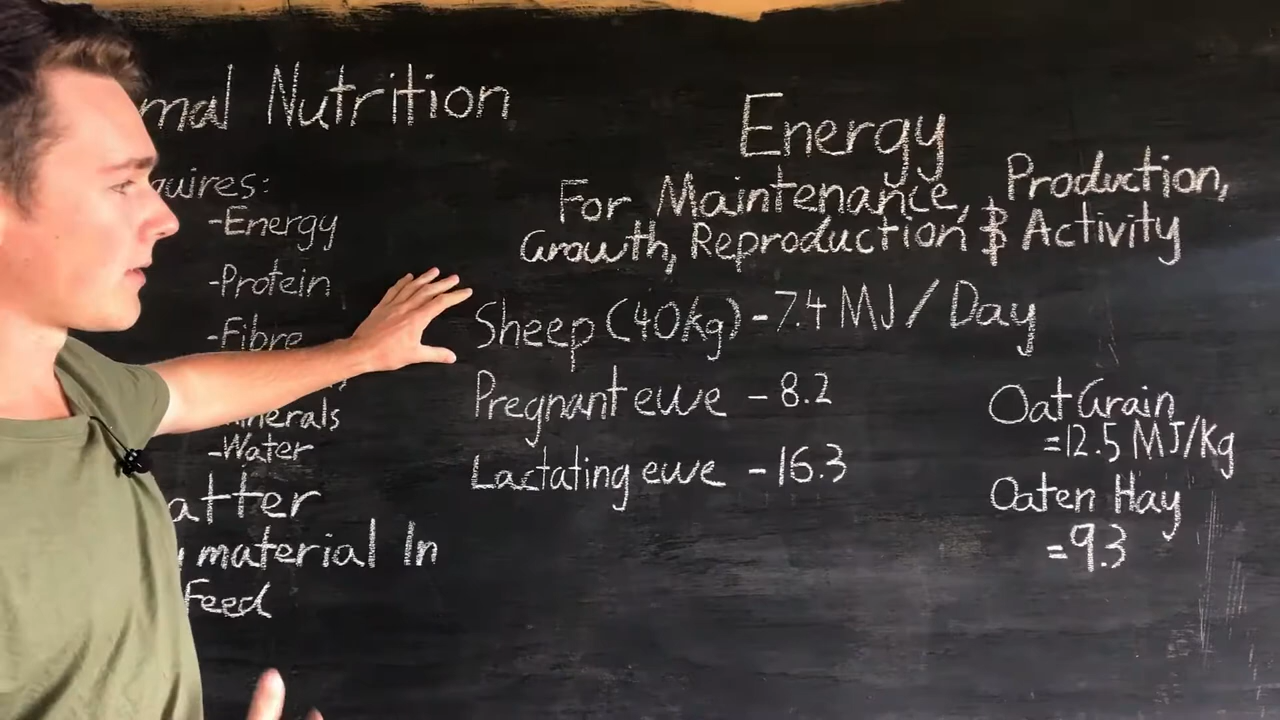 mal Nutrition
quires:
-Energy
-Protein
-Fibre
nerals
-Water
atter
material In
Feed
Energy
For Maintenance, Production,
Growth, Reproduction & Activity
Sheep (40kg) - 7.4 MJ / Day
Pregnant ewe - 8.2
Lactating ewe - 16.3
Oat Grain
=12.5 MJ/Kg
Oaten Hay
=9.3